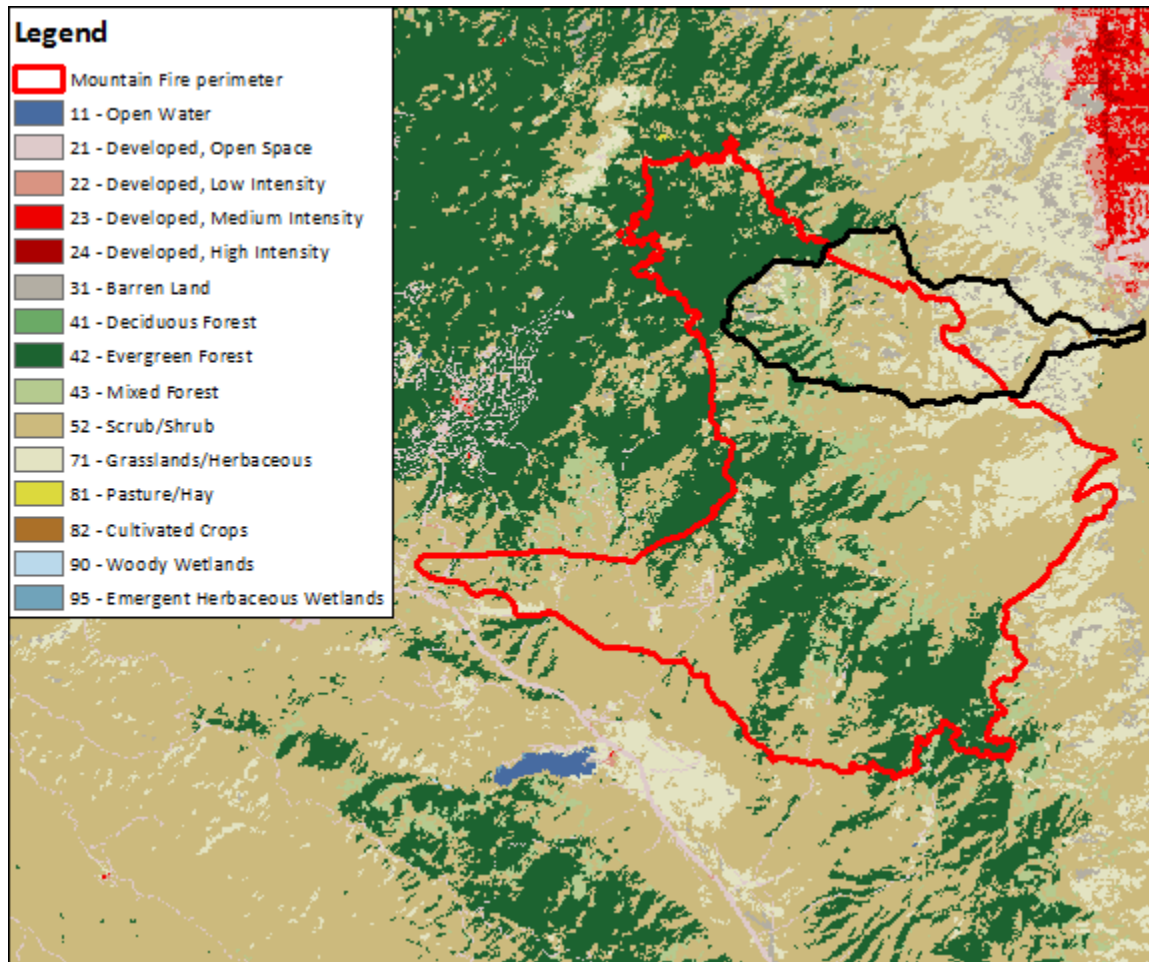 Legend
Mountain Fire perimeter
11 - Open Water
21 - Developed, Open Space
22 - Developed, Low Intensity
23 - Developed, Medium Intensity
24 - Developed, High Intensity
31 - Barren Land
41 - Deciduous Forest
42 - Evergreen Forest
43 - Mixed Forest
52 - Scrub/Shrub
71 - Grasslands/Herbaceous
81 - Pasture/Hay
82 - Cultivated Crops
90 - Woody Wetlands
95 - Emergent Herbaceous Wetlands